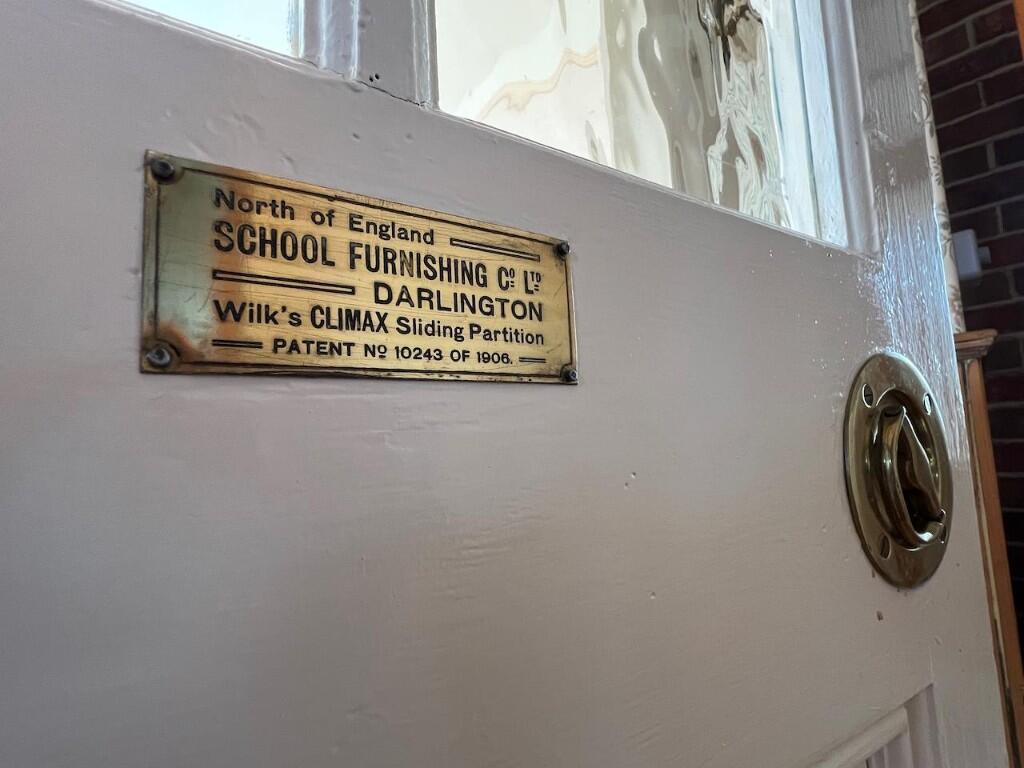 North of England
SCHOOL FURNISHING Cº Lᵀᴰ
DARLINGTON
Wilk's CLIMAX Sliding Partition
PATENT Nº 10243 OF 1906.